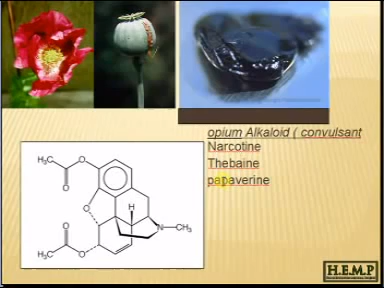 opium Alkaloid ( convulsant
Narcotine
Thebaine
papaverine
H₃C
O
O
O
H
N
CH₃
O
H₃C
O
H.E.M.P